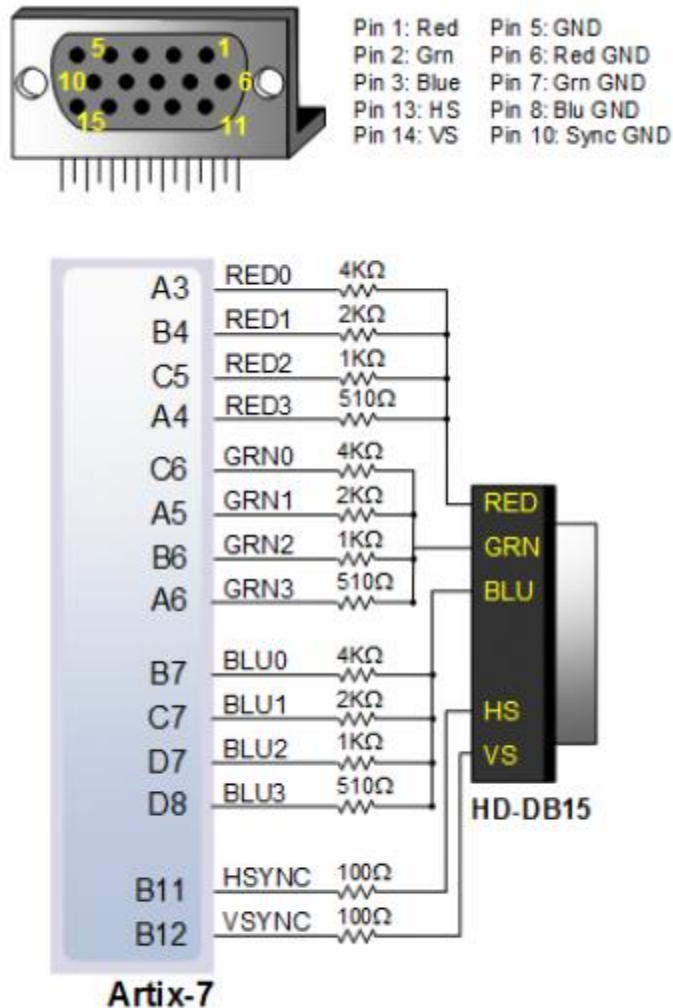 5 1
10 6
15 11
Pin 1: Red Pin 5: GND
Pin 2: Grn Pin 6: Red GND
Pin 3: Blue Pin 7: Grn GND
Pin 13: HS Pin 8: Blu GND
Pin 14: VS Pin 10: Sync GND
A3 RED0 4KΩ
B4 RED1 2KΩ
C5 RED2 1KΩ
A4 RED3 510Ω
C6 GRN0 4KΩ
A5 GRN1 2KΩ
B6 GRN2 1KΩ
A6 GRN3 510Ω
B7 BLU0 4KΩ
C7 BLU1 2KΩ
D7 BLU2 1KΩ
D8 BLU3 510Ω
B11 HSYNC 100Ω
B12 VSYNC 100Ω
RED
GRN
BLU
HS
VS
HD-DB15
Artix-7